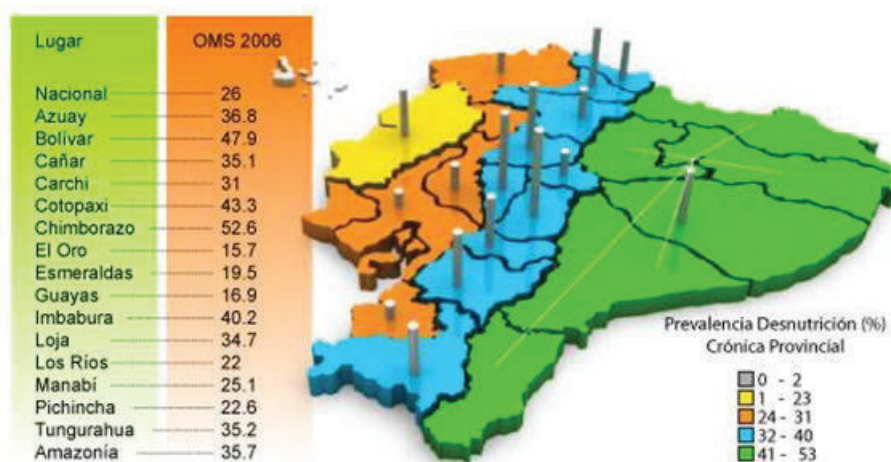 Lugar OMS 2006
Nacional 26
Azuay 36.8
Bolívar 47.9
Cañar 35.1
Carchi 31
Cotopaxi 43.3
Chimborazo 52.6
El Oro 15.7
Esmeraldas 19.5
Guayas 16.9
Imbabura 40.2
Loja 34.7
Los Ríos 22
Manabí 25.1
Pichincha 22.6
Tungurahua 35.2
Amazonía 35.7
Prevalencia Desnutrición (%)
Crónica Provincial
0 - 2
1 - 23
24 - 31
32 - 40
41 - 53